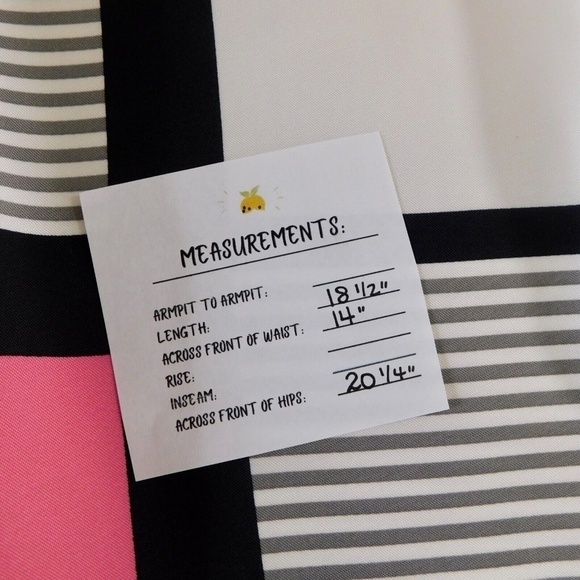 MEASUREMENTS:
ARMPIT TO ARMPIT:
LENGTH: 18 1/2"
ACROSS FRONT OF WAIST: 14"
RISE:
INSEAM:
ACROSS FRONT OF HIPS: 20 1/4"